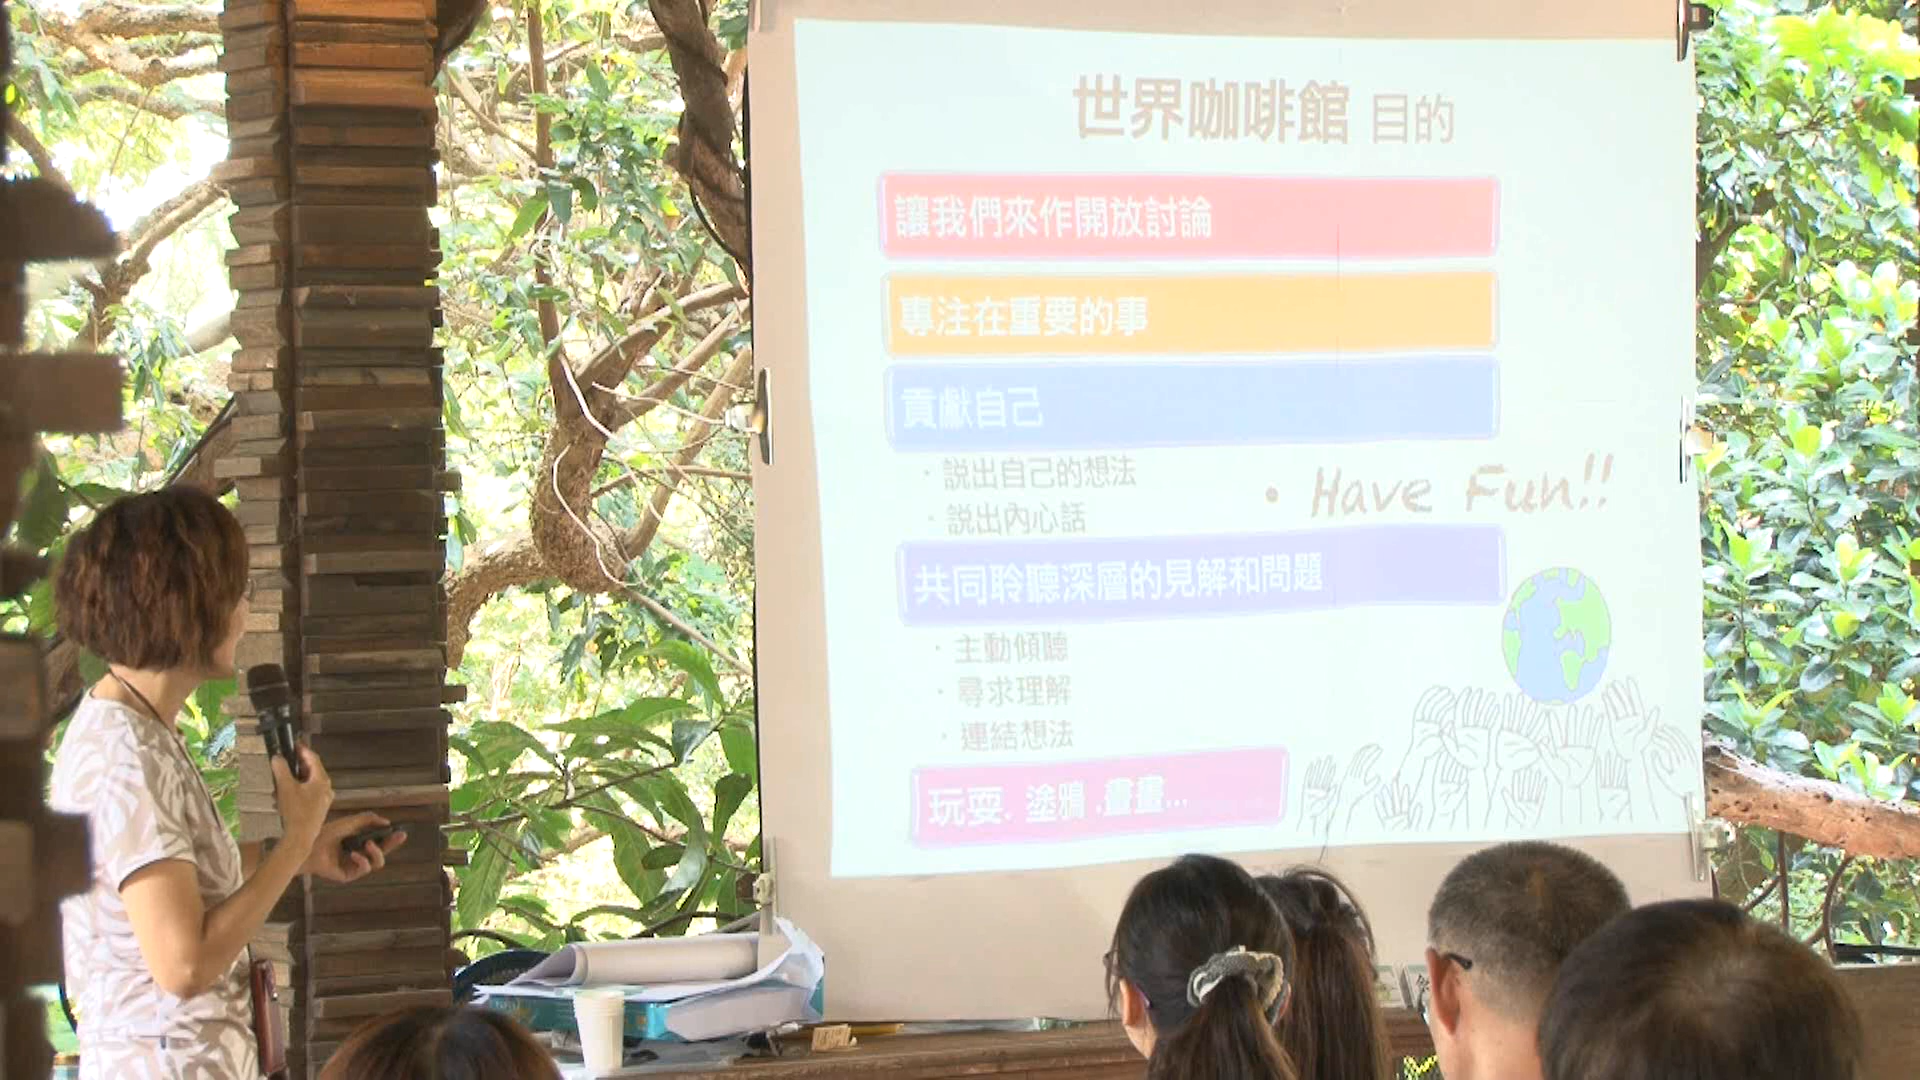 世界咖啡館 目的
讓我們來作開放討論
專注在重要的事
貢獻自己
· 說出自己的想法
· 說出內心話
• Have Fun!!
共同聆聽深層的見解和問題
· 主動傾聽
· 尋求理解
· 連結想法
玩耍. 塗鴉 .畫畫...